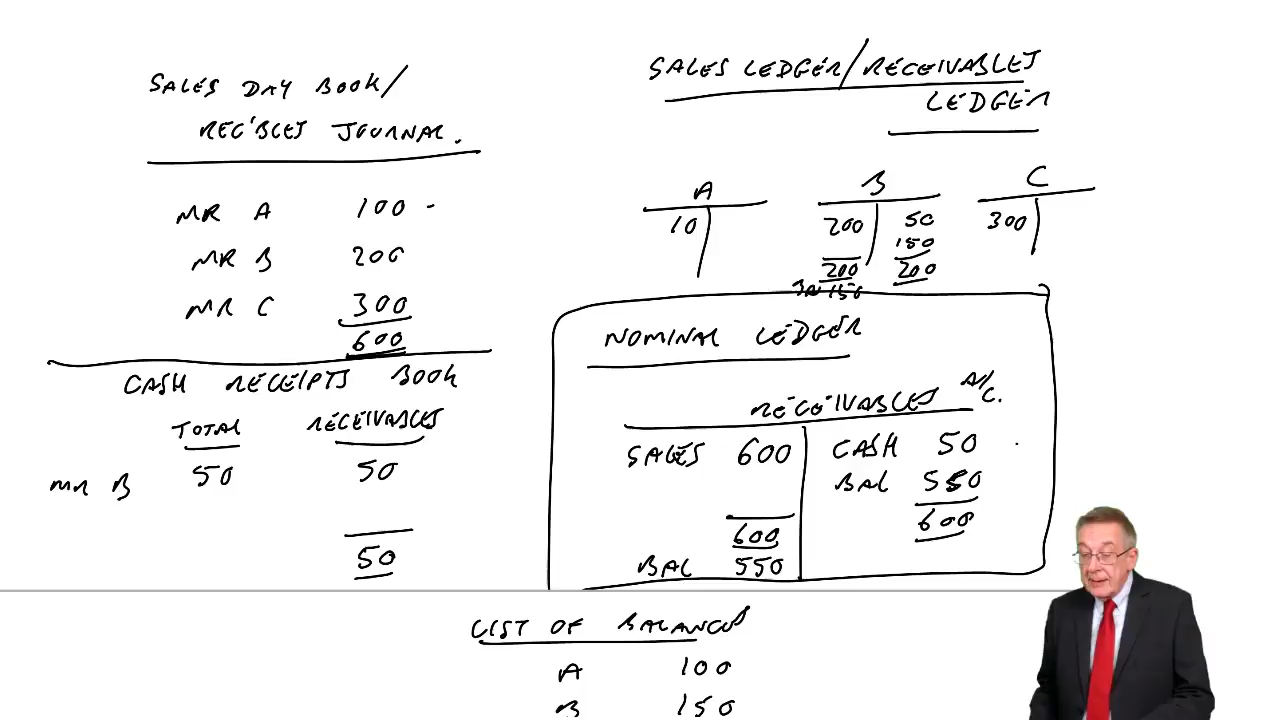 SALES DAY BOOK/
REC'BLES JOURNAL.
MR A 100 -
MR B 200
MR C 300
600
CASH RECEIPTS BOOK
TOTAL RECEIVABLES
MR B 50 50
50
SALES LEDGER/RECEIVABLES
LEDGER
A
10
B
200 50
150
200 200
BAL 150
C
300
NOMINAL LEDGER
RECEIVABLES A/C.
SALES 600 CASH 50
BAL 550
600 600
BAL 550
LIST OF BALANCES
A 100
B 150